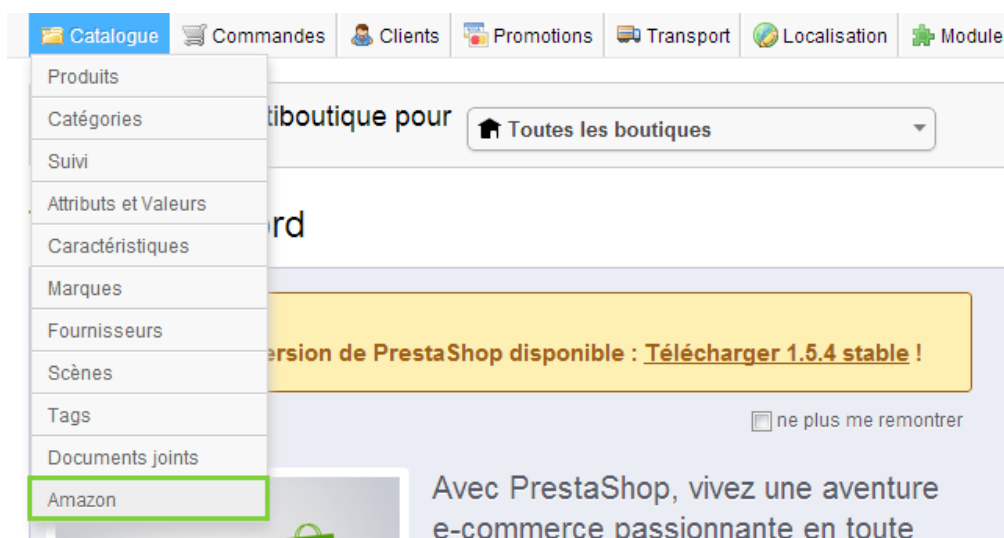 Catalogue Commandes Clients Promotions Transport Localisation Module
Produits
Catégories
Suivi
Attributs et Valeurs
Caractéristiques
Marques
Fournisseurs
Scènes
Tags
Documents joints
Amazon
tiboutique pour Toutes les boutiques
rd
ersion de PrestaShop disponible : Télécharger 1.5.4 stable !
ne plus me remontrer
Avec PrestaShop, vivez une aventure
e-commerce passionnante en toute